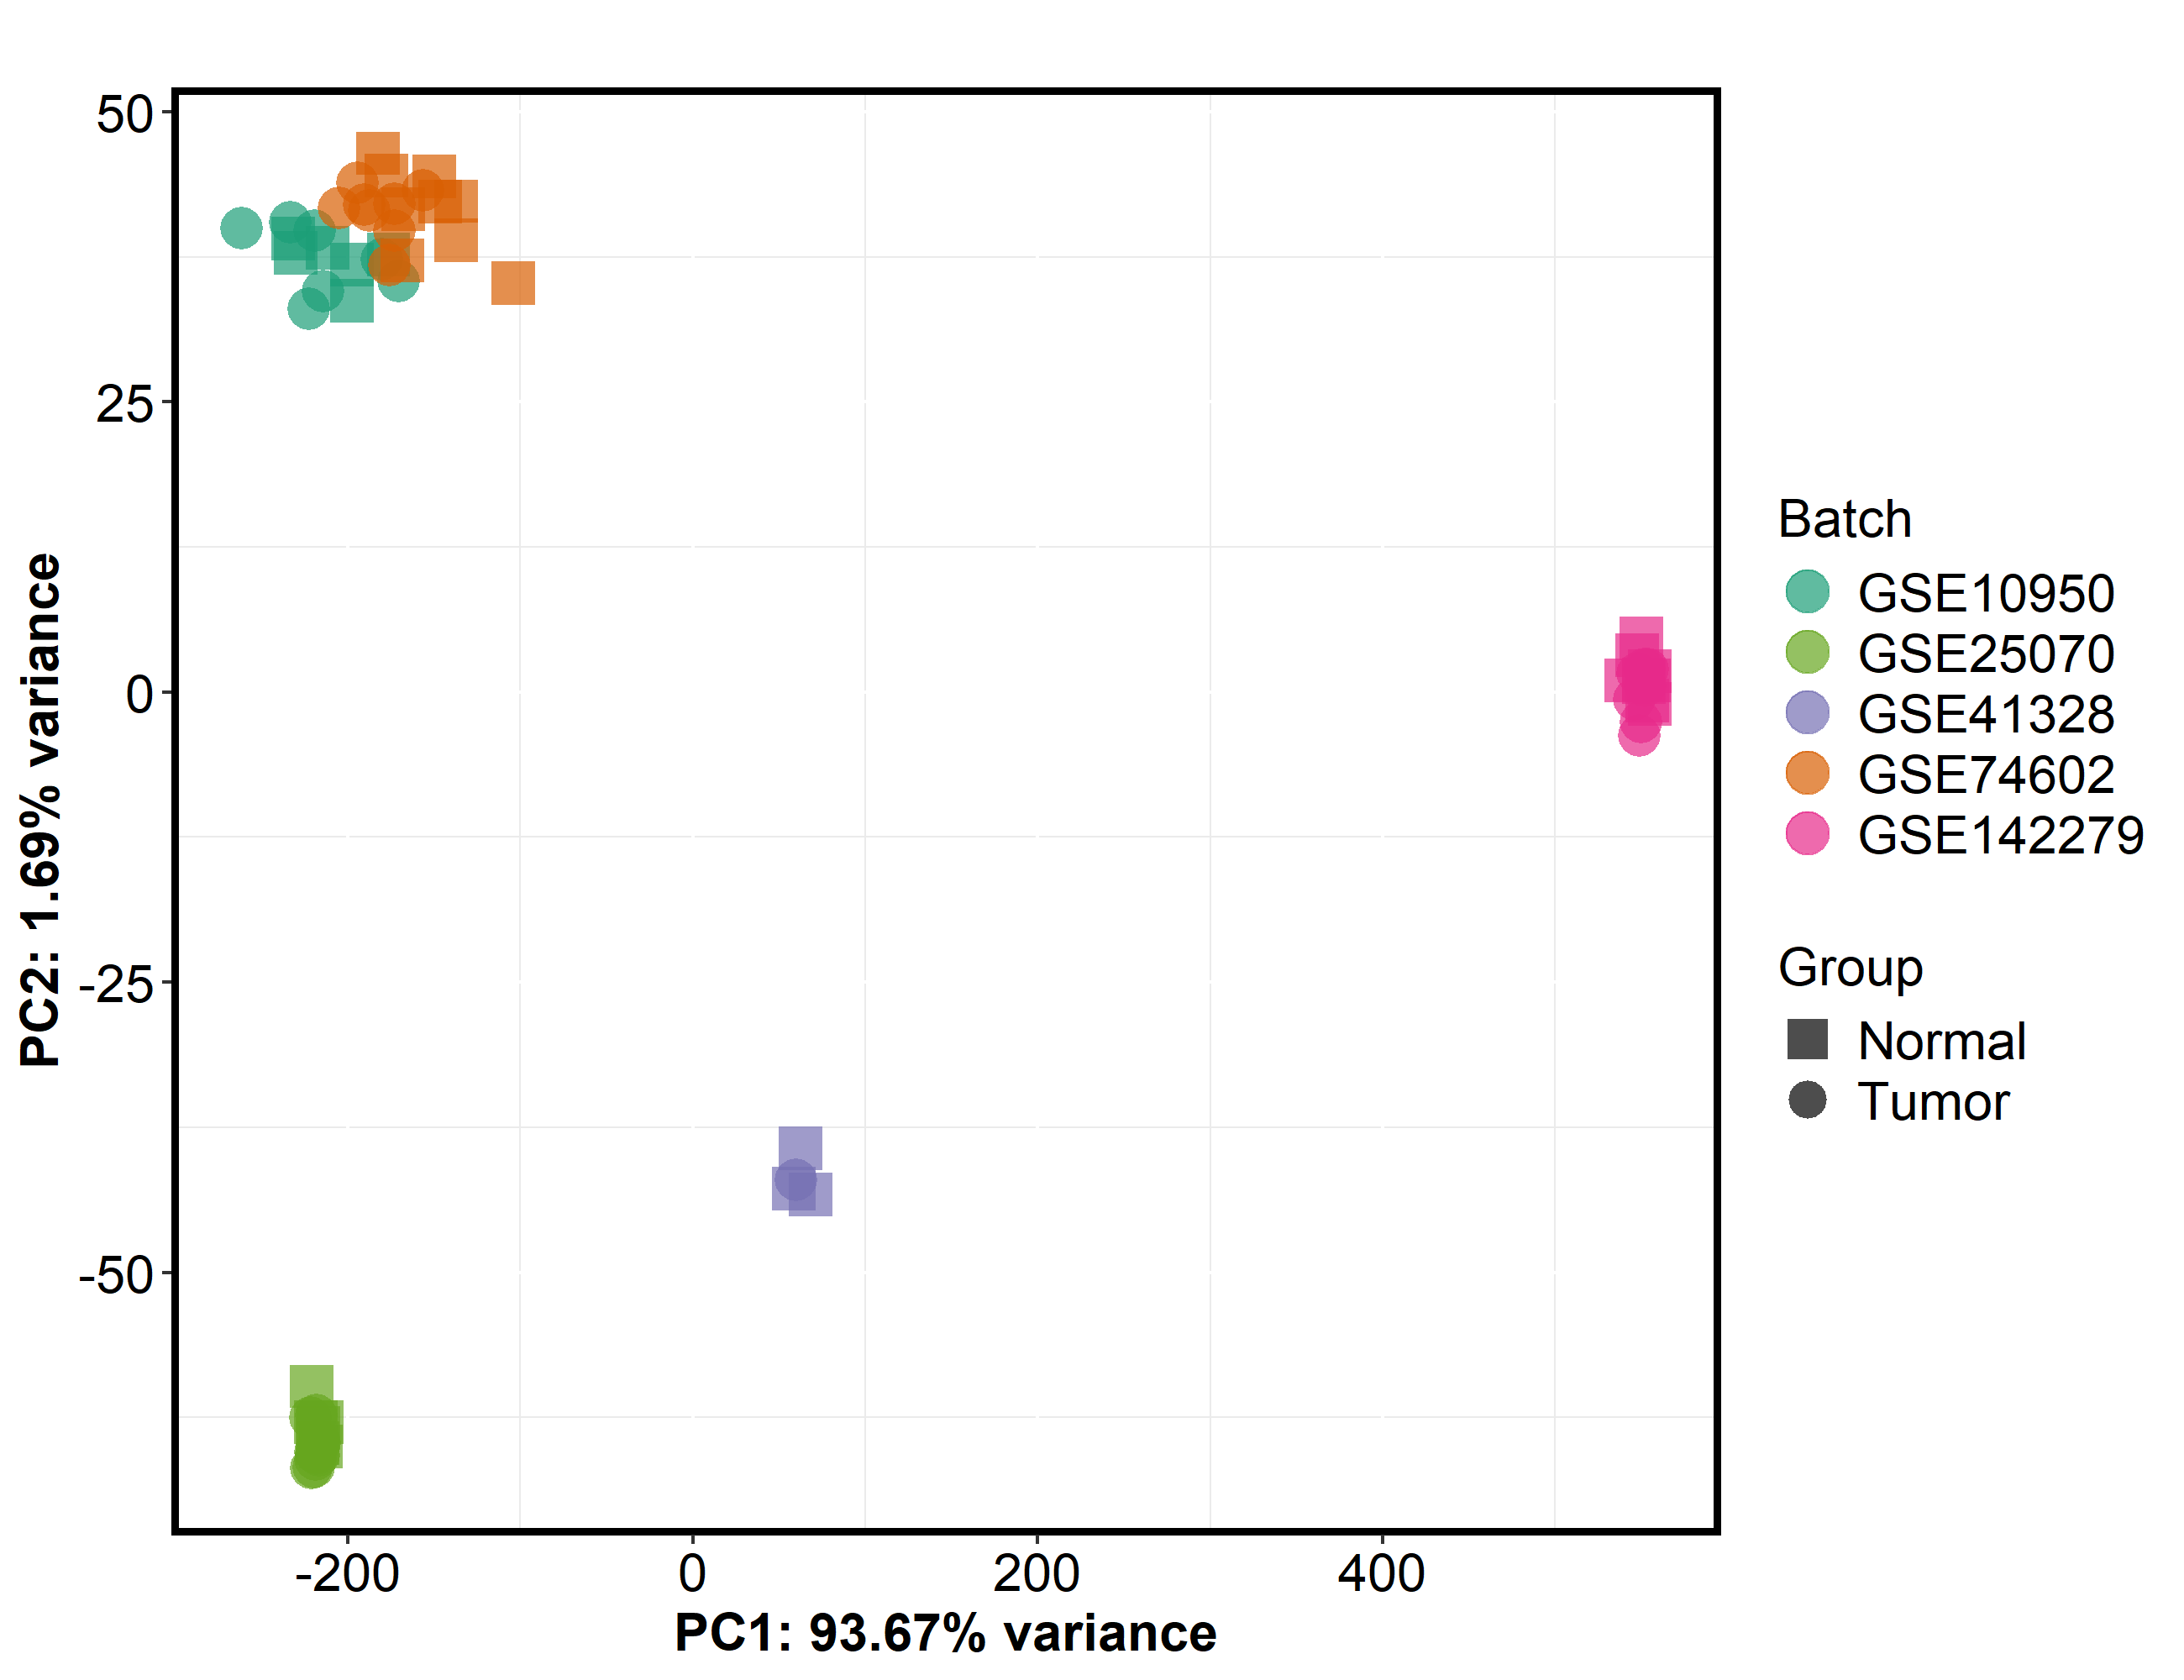 50
25
0
-25
-50
PC2: 1.69% variance
-200
0
200
400
PC1: 93.67% variance
Batch
GSE10950
GSE25070
GSE41328
GSE74602
GSE142279
Group
Normal
Tumor